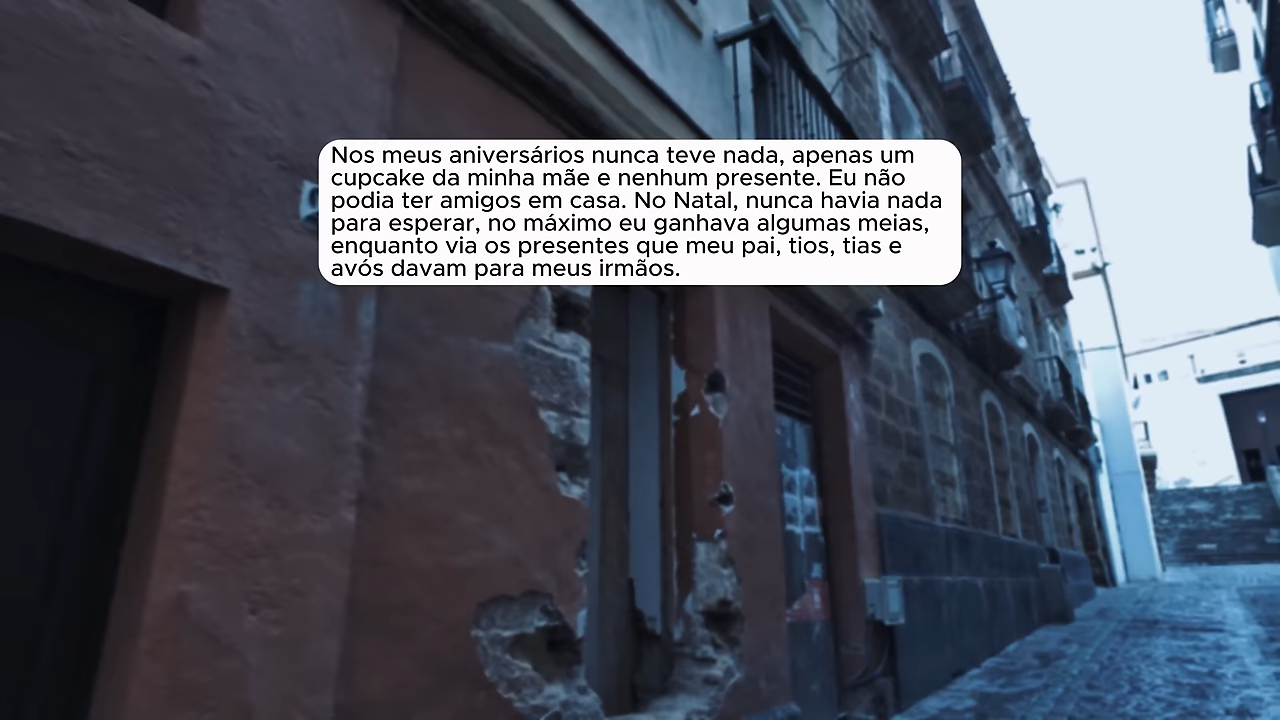 Nos meus aniversários nunca teve nada, apenas um
cupcake da minha mãe e nenhum presente. Eu não
podia ter amigos em casa. No Natal, nunca havia nada
para esperar, no máximo eu ganhava algumas meias,
enquanto via os presentes que meu pai, tios, tias e
avós davam para meus irmãos.